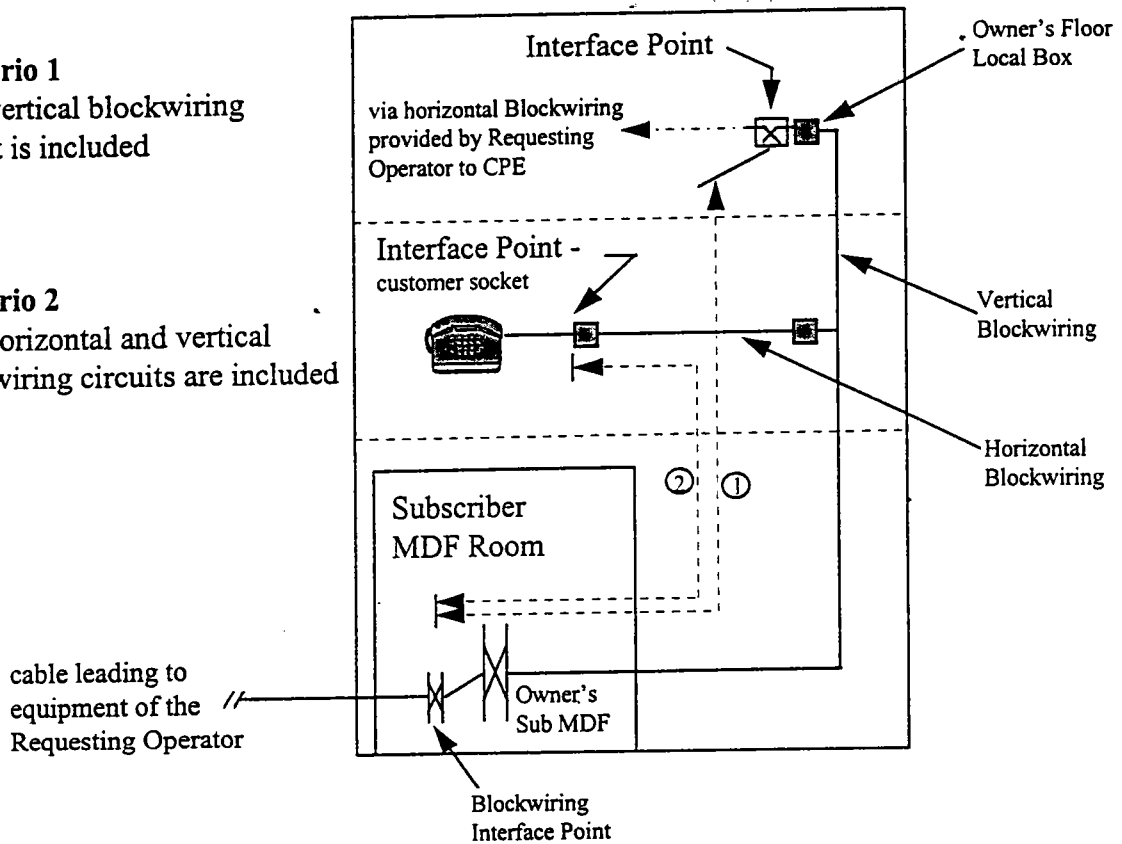 rio 1
vertical blockwiring
t is included
rio 2
orizontal and vertical
wiring circuits are included
cable leading to
equipment of the
Requesting Operator
Interface Point
via horizontal Blockwiring
provided by Requesting
Operator to CPE
Interface Point -
customer socket
2 1
Subscriber
MDF Room
Owner's
Sub MDF
Blockwiring
Interface Point
Owner's Floor
Local Box
Vertical
Blockwiring
Horizontal
Blockwiring